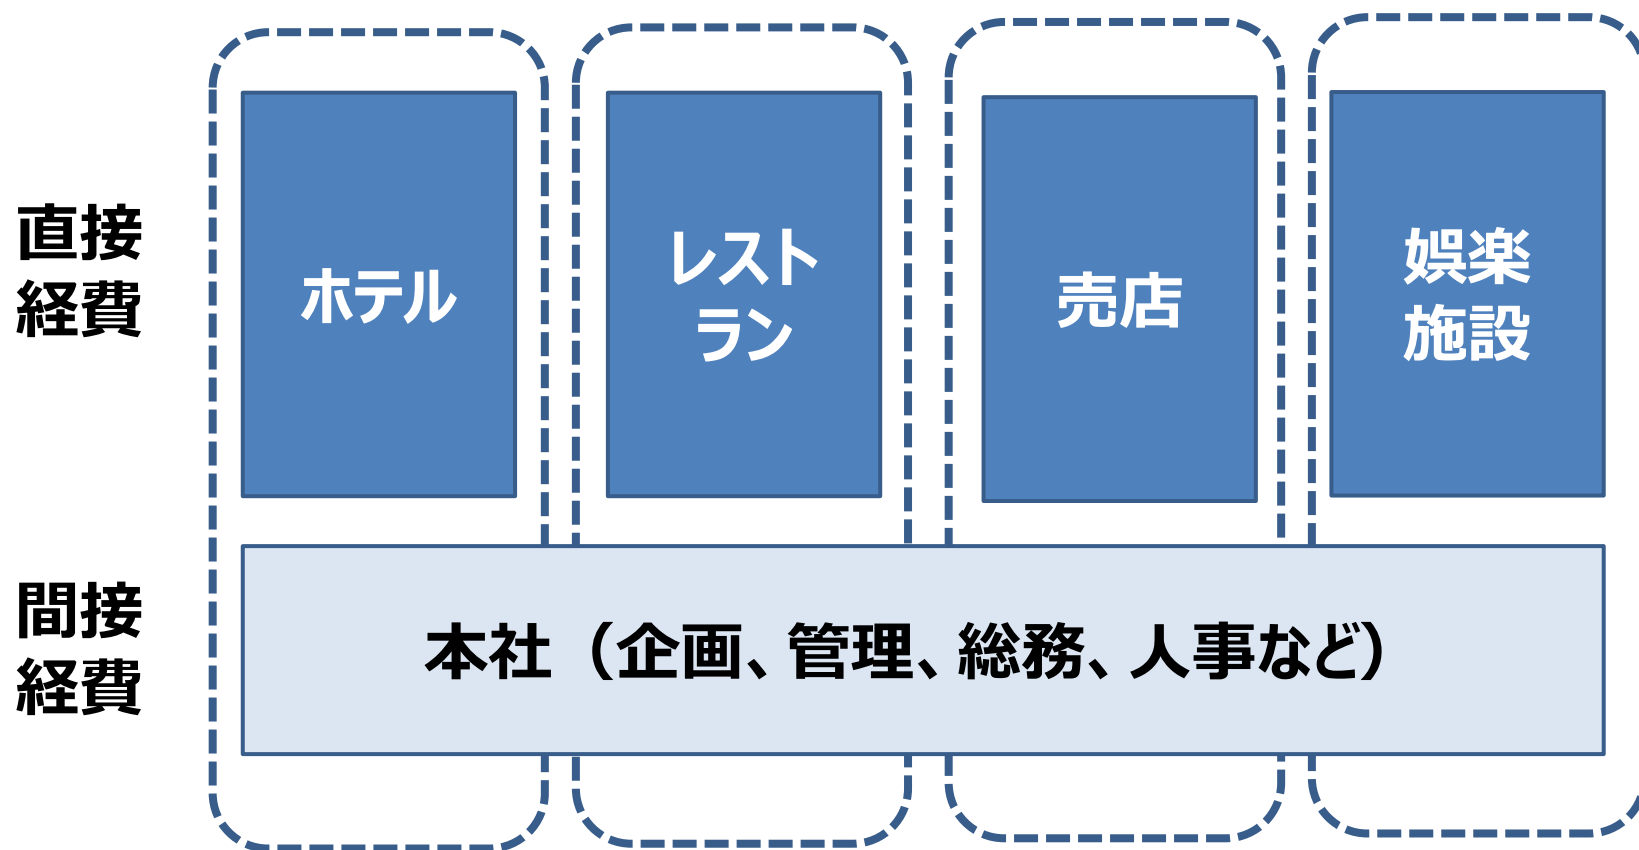 直接
経費
ホテル
レスト
ラン
売店
娯楽
施設
間接
経費
本社（企画、管理、総務、人事など）